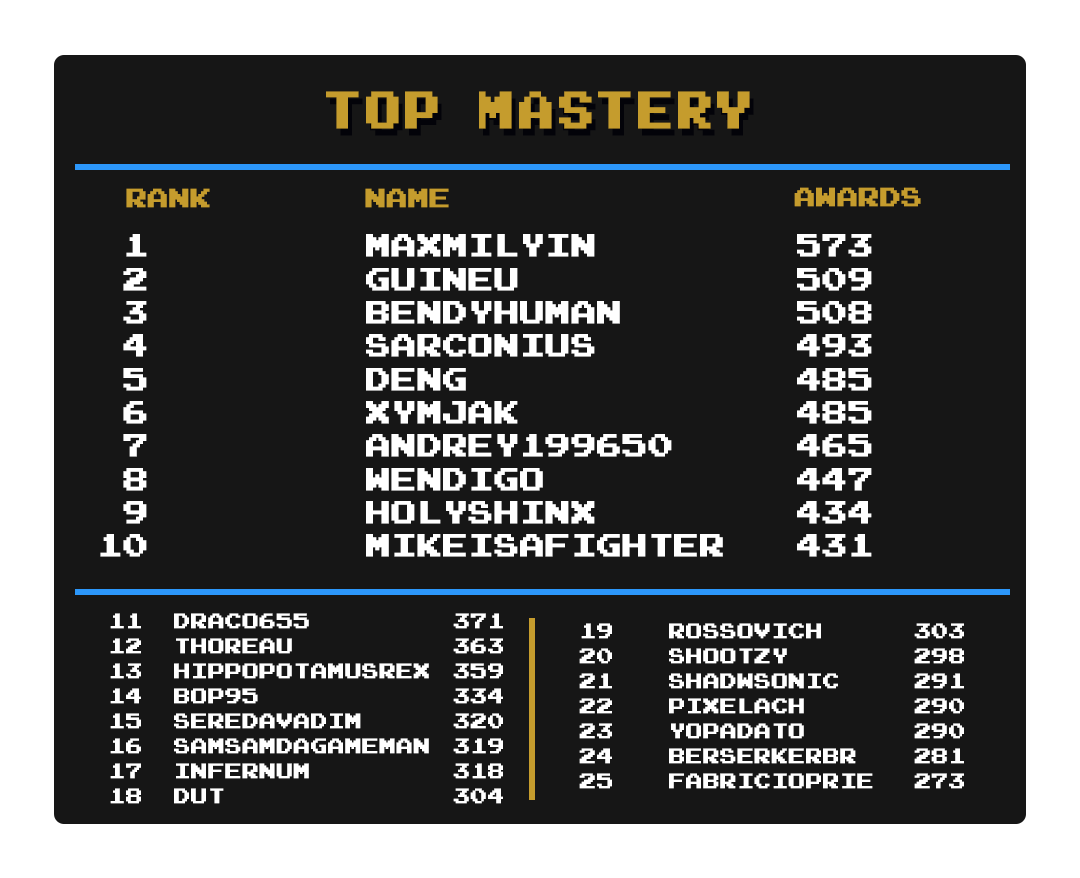 TOP MASTERY
RANK NAME AWARDS
1 MAXMILYIN 573
2 GUINEU 509
3 BENDYHUMAN 508
4 SARCONIUS 493
5 DENG 485
6 XYMJAK 485
7 ANDREY199650 465
8 WENDIGO 447
9 HOLYSHINX 434
10 MIKEISAFIGHTER 431
11 DRACO655 371
12 THOREAU 363
13 HIPPOPOTAMUSREX 359
14 BOP95 334
15 SEREDAVADIM 320
16 SAMSAMDAGAMEMAN 319
17 INFERNUM 318
18 DUT 304
19 ROSSOVICH 303
20 SHOOTZY 298
21 SHADWSONIC 291
22 PIXELACH 290
23 YOPADATO 290
24 BERSERKERBR 281
25 FABRICIOPRIE 273